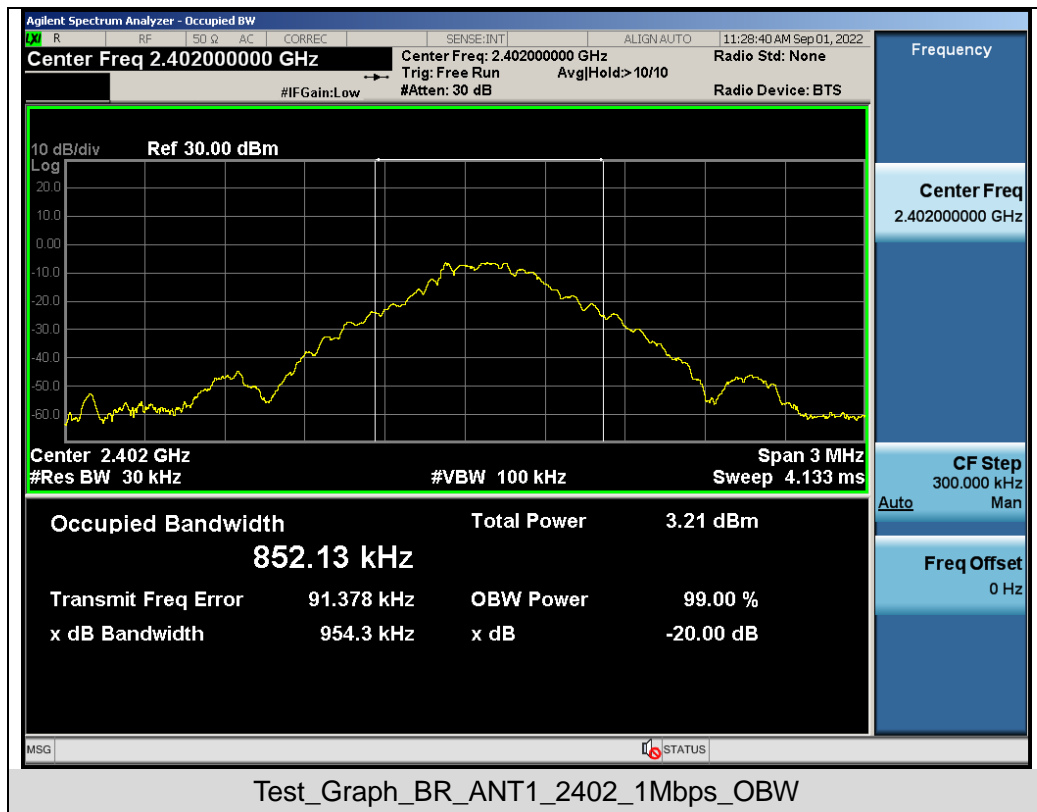 Agilent Spectrum Analyzer - Occupied BW
LXI R RF 50 Ω AC CORREC SENSE:INT ALIGN AUTO 11:28:40 AM Sep 01, 2022
Center Freq 2.402000000 GHz
Center Freq: 2.402000000 GHz
Radio Std: None
Trig: Free Run Avg|Hold:> 10/10
#IFGain:Low
#Atten: 30 dB
Radio Device: BTS
Frequency
10 dB/div Ref 30.00 dBm
Log
20.0
10.0
0.00
-10.0
-20.0
-30.0
-40.0
-50.0
-60.0
Center 2.402 GHz
Span 3 MHz
#Res BW 30 kHz
#VBW 100 kHz
Sweep 4.133 ms
Center Freq
2.402000000 GHz
CF Step
300.000 kHz
Auto Man
Freq Offset
0 Hz
Occupied Bandwidth
852.13 kHz
Total Power 3.21 dBm
Transmit Freq Error 91.378 kHz OBW Power 99.00 %
x dB Bandwidth 954.3 kHz x dB -20.00 dB
MSG
STATUS
Test_Graph_BR_ANT1_2402_1Mbps_OBW